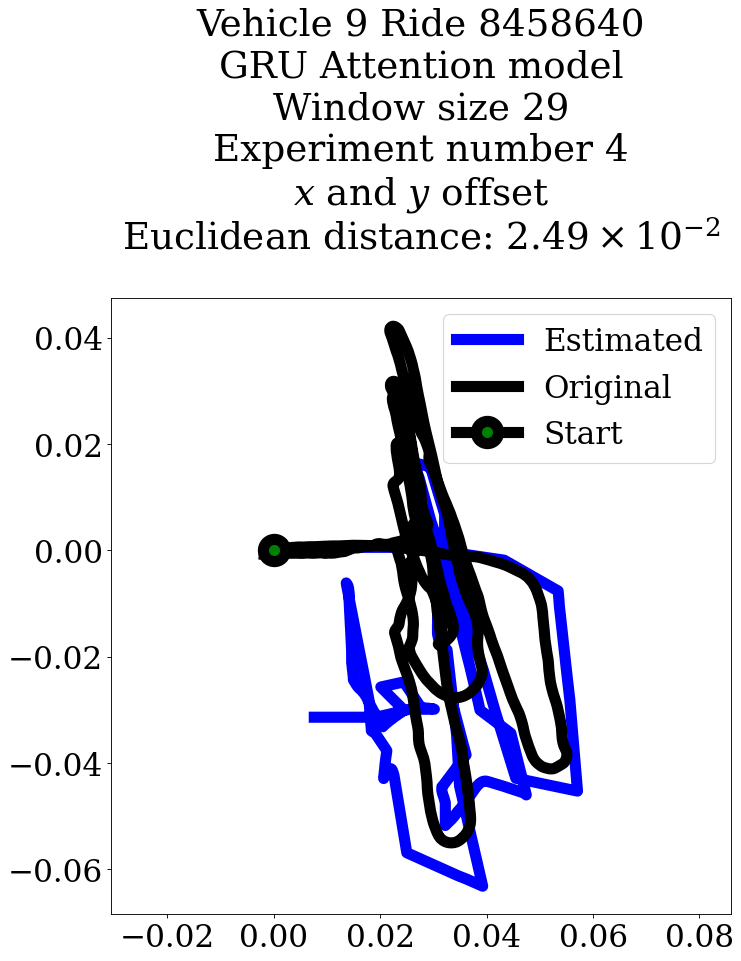 Vehicle 9 Ride 8458640
GRU Attention model
Window size 29
Experiment number 4
x and y offset
Euclidean distance: 2.49 × 10⁻²
Estimated
Original
Start
0.04
0.02
0.00
−0.02
−0.04
−0.06
−0.02 0.00 0.02 0.04 0.06 0.08